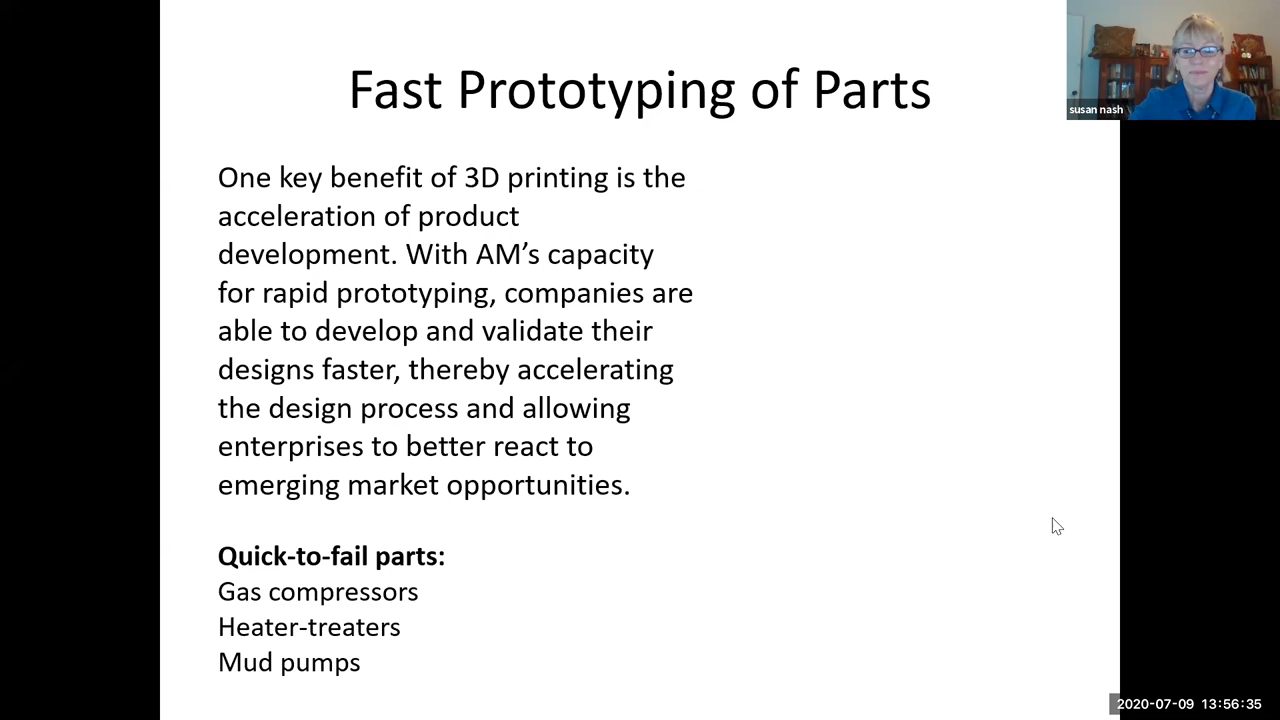 Fast Prototyping of Parts
susan nash
One key benefit of 3D printing is the
acceleration of product
development. With AM’s capacity
for rapid prototyping, companies are
able to develop and validate their
designs faster, thereby accelerating
the design process and allowing
enterprises to better react to
emerging market opportunities.
Quick-to-fail parts:
Gas compressors
Heater-treaters
Mud pumps
2020-07-09 13:56:35